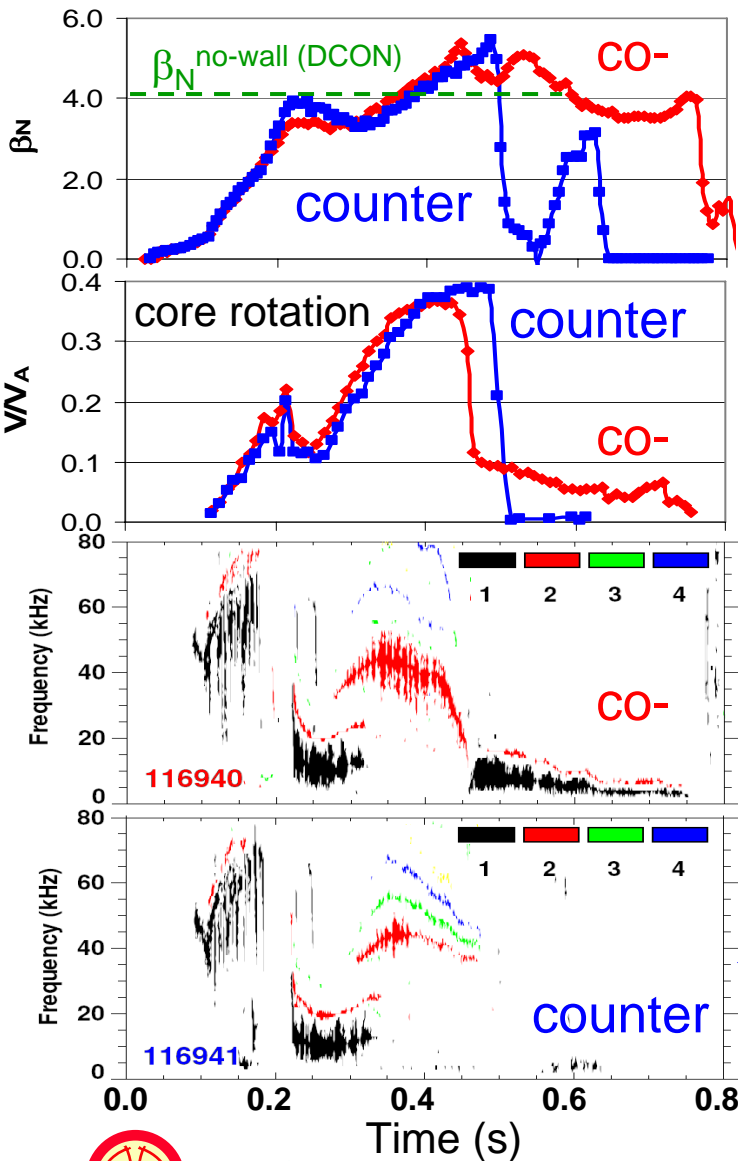 6.0
co-
β_N^no-wall (DCON)
4.0
βN
2.0
counter
0.0
0.4
core rotation
counter
0.3
V/VA
0.2
co-
0.1
0.0
80
1 2 3 4
60
Frequency (kHz)
40
co-
20
116940
0
80
1 2 3 4
60
Frequency (kHz)
40
20
counter
116941
0
0.0 0.2 0.4 0.6 0.8
Time (s)